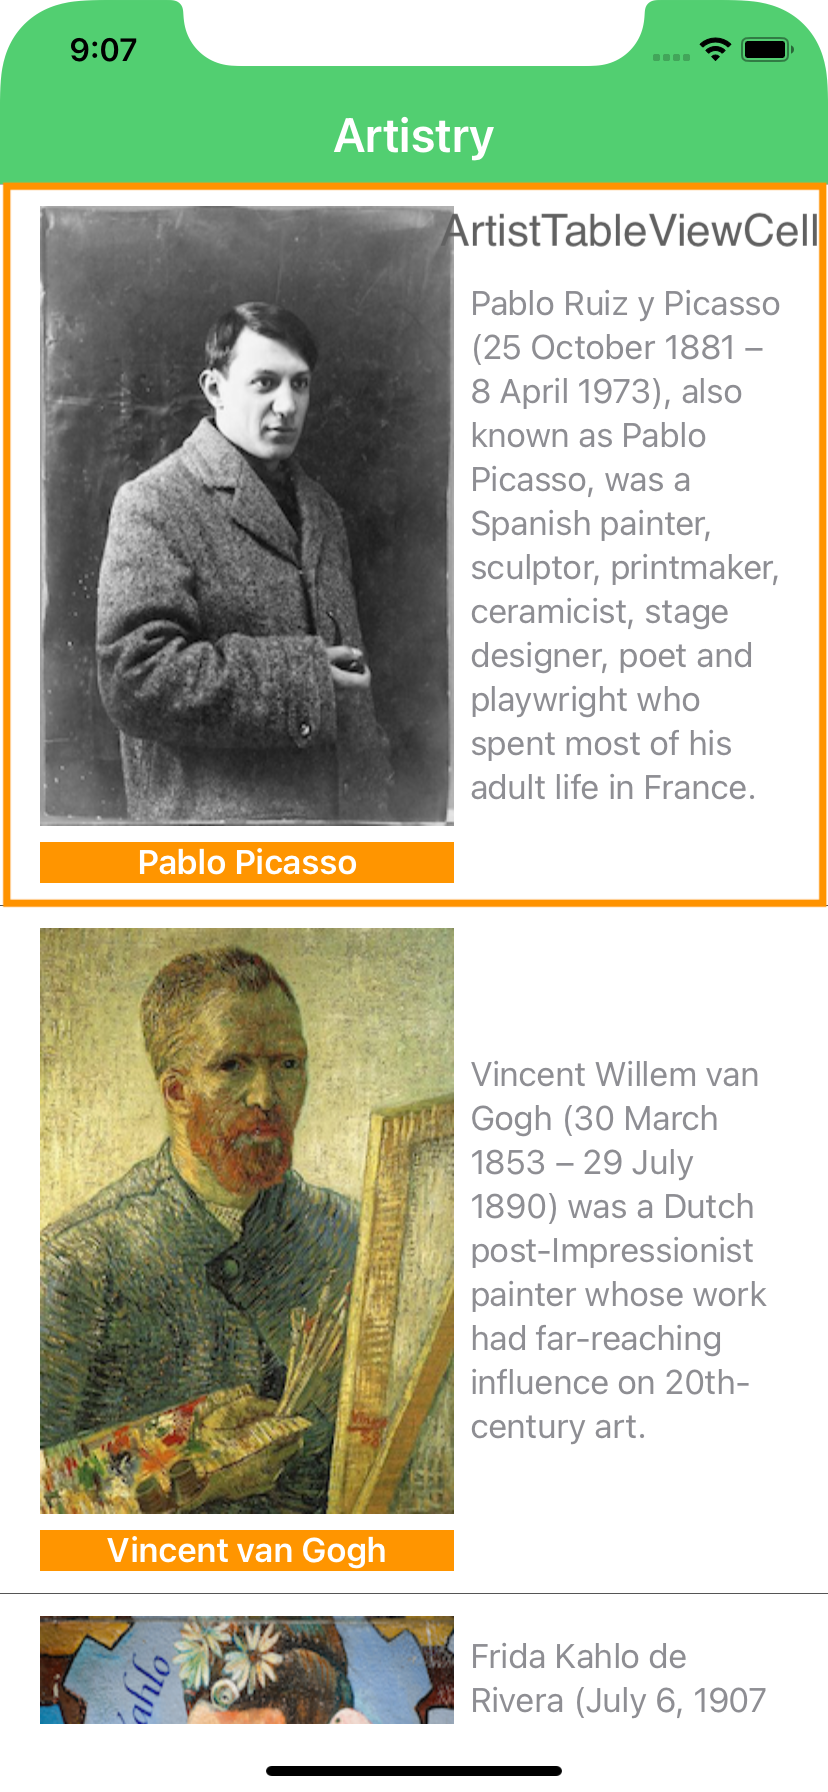 9:07
Artistry
ArtistTableViewCell
Pablo Ruiz y Picasso
(25 October 1881 –
8 April 1973), also
known as Pablo
Picasso, was a
Spanish painter,
sculptor, printmaker,
ceramicist, stage
designer, poet and
playwright who
spent most of his
adult life in France.
Pablo Picasso
Vincent Willem van
Gogh (30 March
1853 – 29 July
1890) was a Dutch
post-Impressionist
painter whose work
had far-reaching
influence on 20th-
century art.
Vincent van Gogh
Frida Kahlo de
Rivera (July 6, 1907